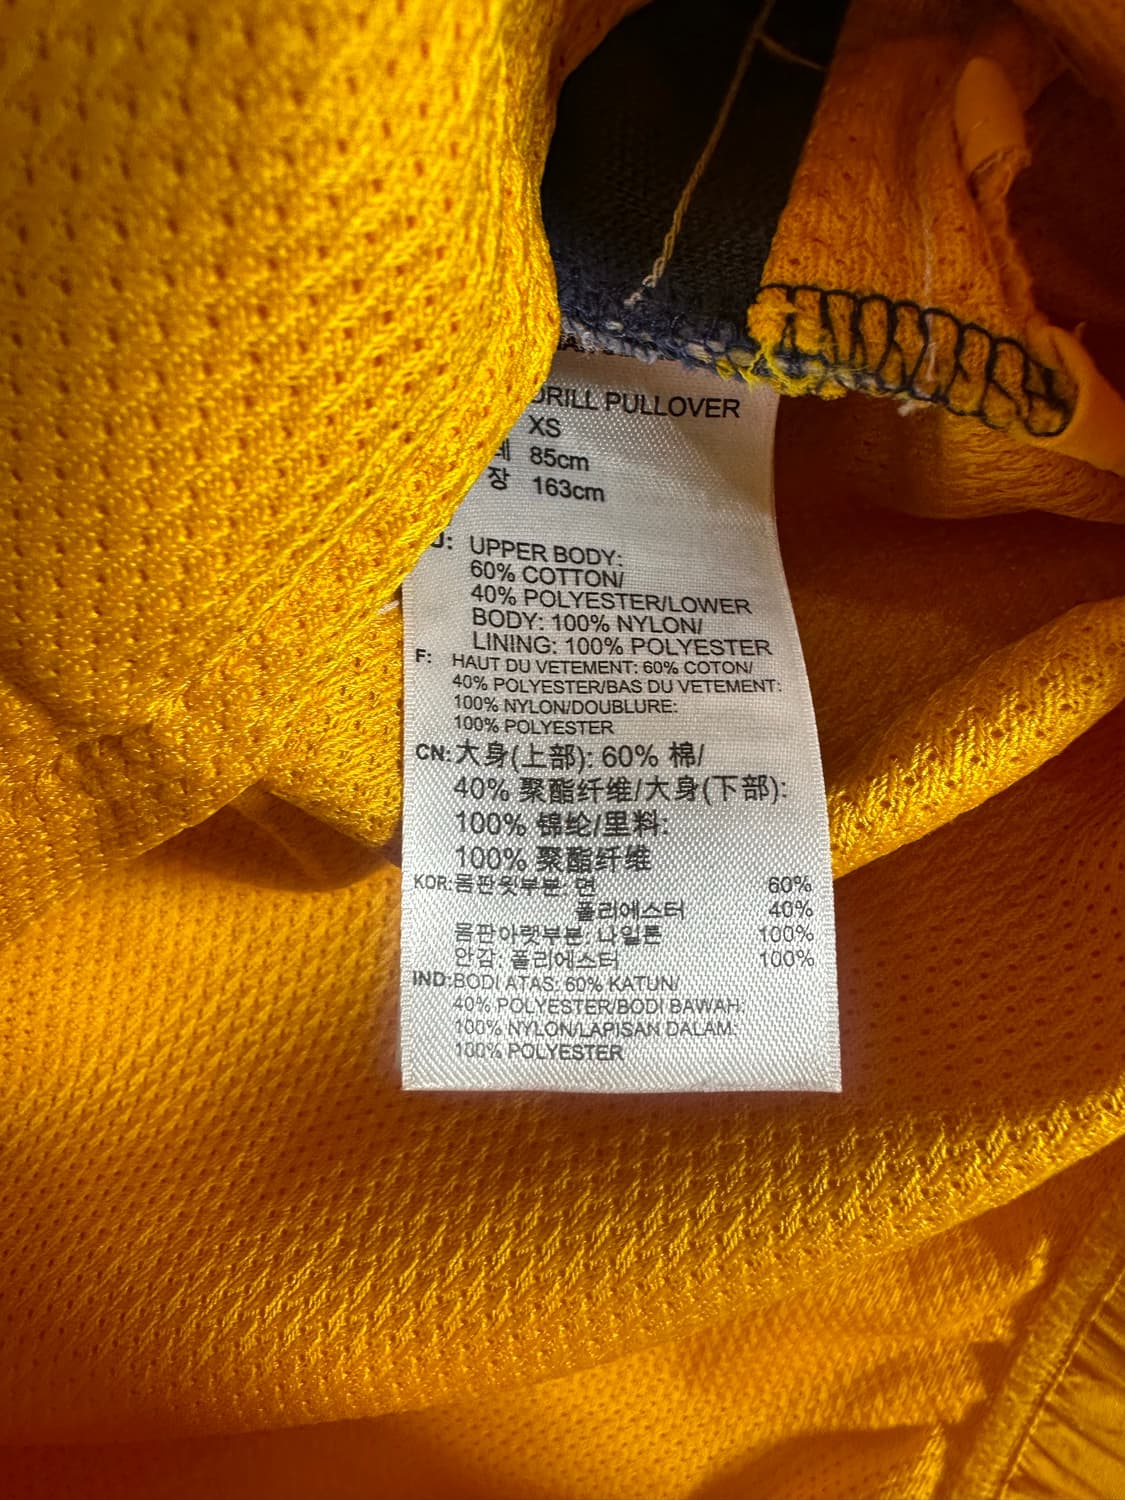 DRILL PULLOVER
XS
85cm
장 163cm
UPPER BODY:
60% COTTON/
40% POLYESTER/LOWER
BODY: 100% NYLON/
LINING: 100% POLYESTER
F: HAUT DU VETEMENT: 60% COTON/
40% POLYESTER/BAS DU VETEMENT:
100% NYLON/DOUBLURE:
100% POLYESTER
CN: 大身(上部): 60% 棉/
40% 聚酯纤维/大身(下部):
100% 锦纶/里料:
100% 聚酯纤维
KOR: 몸판윗부분: 면 60%
폴리에스터 40%
몸판아랫부분: 나일론 100%
안감: 폴리에스터 100%
IND: BODI ATAS: 60% KATUN/
40% POLYESTER/BODI BAWAH:
100% NYLON/LAPISAN DALAM:
100% POLYESTER